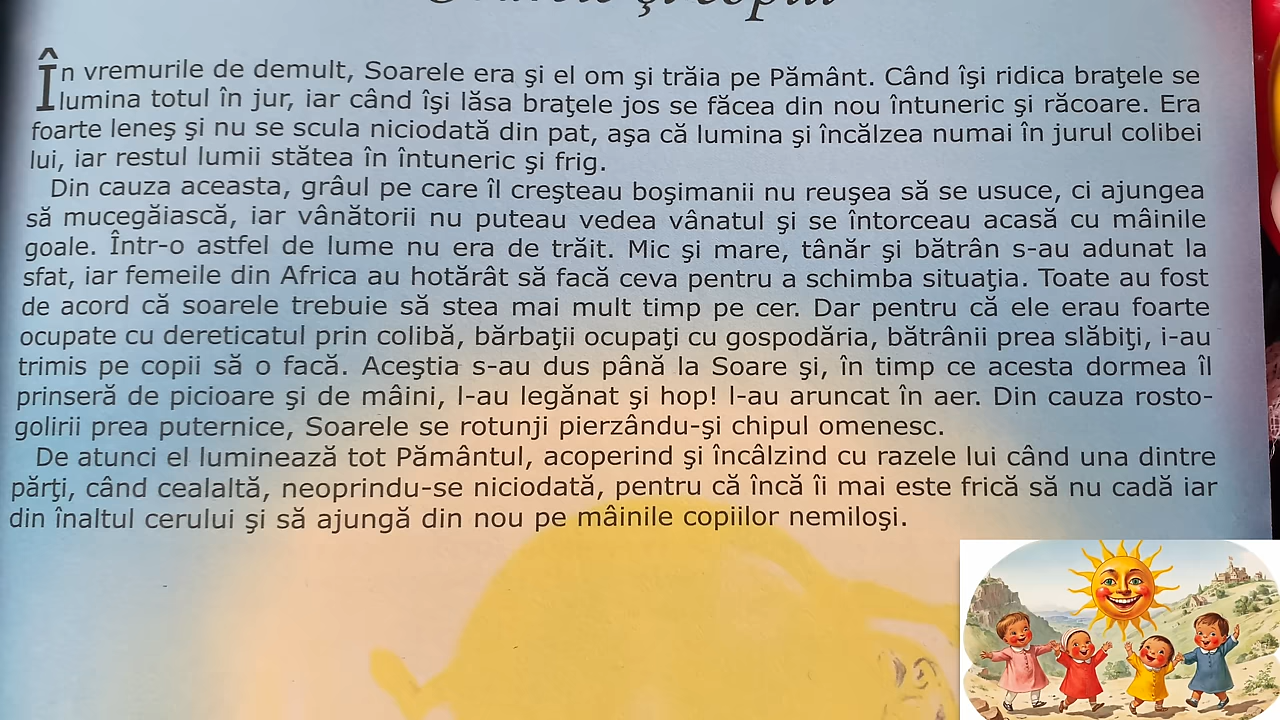 Soarele şi copiii
În vremurile de demult, Soarele era şi el om şi trăia pe Pământ. Când îşi ridica braţele se
lumina totul în jur, iar când îşi lăsa braţele jos se făcea din nou întuneric şi răcoare. Era
foarte leneş şi nu se scula niciodată din pat, aşa că lumina şi încălzea numai în jurul colibei
lui, iar restul lumii stătea în întuneric şi frig.
Din cauza aceasta, grâul pe care îl creşteau boşimanii nu reuşea să se usuce, ci ajungea
să mucegăiască, iar vânătorii nu puteau vedea vânatul şi se întorceau acasă cu mâinile
goale. Într-o astfel de lume nu era de trăit. Mic şi mare, tânăr şi bătrân s-au adunat la
sfat, iar femeile din Africa au hotărât să facă ceva pentru a schimba situaţia. Toate au fost
de acord că soarele trebuie să stea mai mult timp pe cer. Dar pentru că ele erau foarte
ocupate cu dereticatul prin colibă, bărbaţii ocupaţi cu gospodăria, bătrânii prea slăbiţi, i-au
trimis pe copii să o facă. Aceştia s-au dus până la Soare şi, în timp ce acesta dormea îl
prinseră de picioare şi de mâini, l-au legănat şi hop! l-au aruncat în aer. Din cauza rosto-
golirii prea puternice, Soarele se rotunji pierzându-şi chipul omenesc.
De atunci el luminează tot Pământul, acoperind şi încâlzind cu razele lui când una dintre
părţi, când cealaltă, neoprindu-se niciodată, pentru că încă îi mai este frică să nu cadă iar
din înaltul cerului şi să ajungă din nou pe mâinile copiilor nemiloşi.